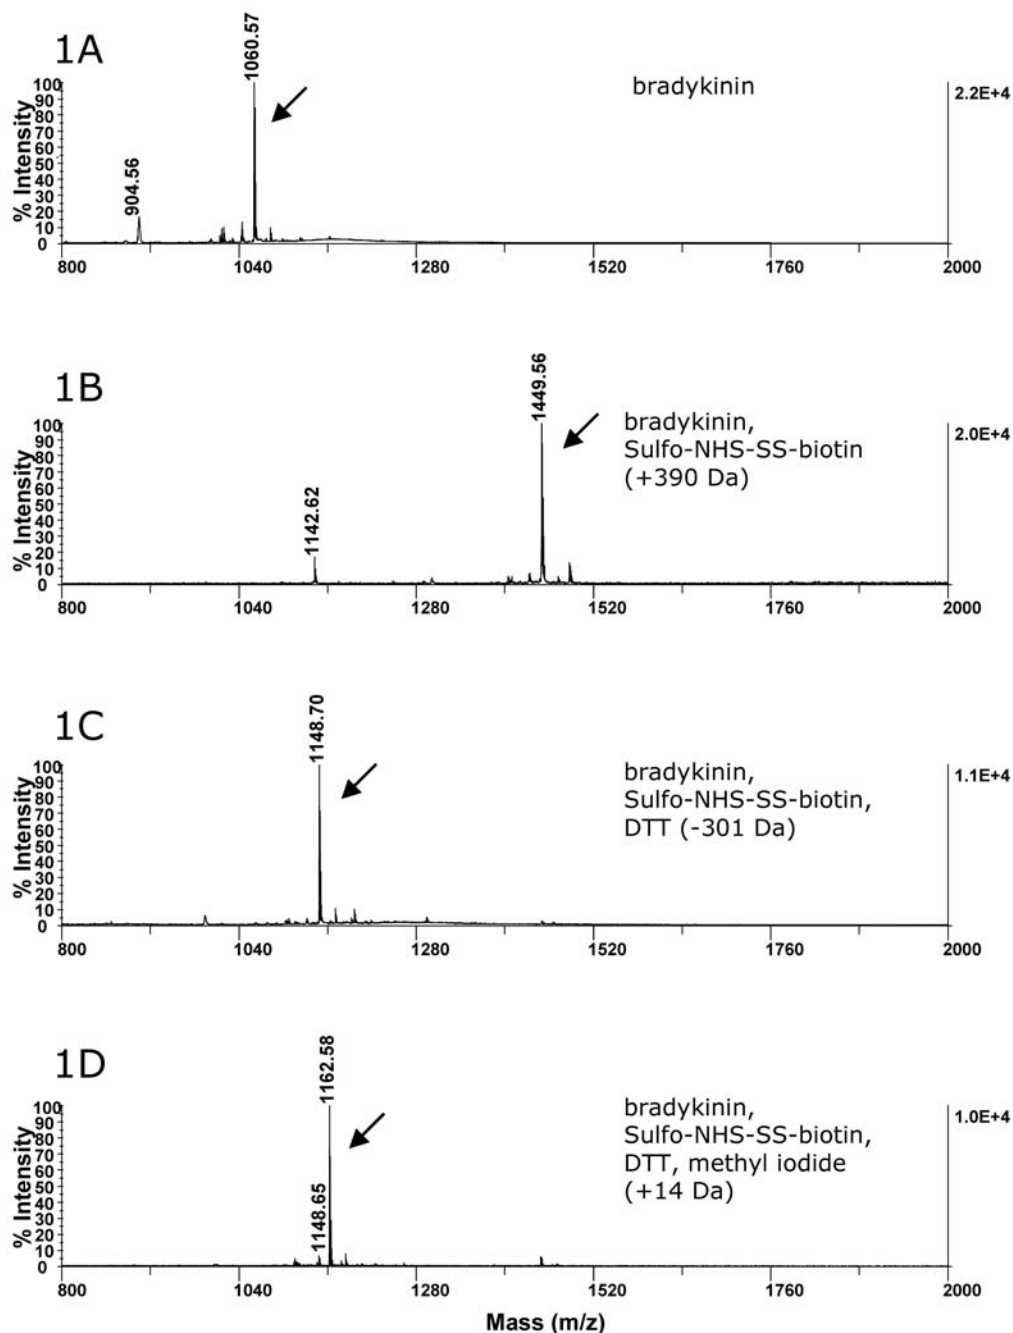 1A
1060.57
904.56
bradykinin
2.2E+4
% Intensity
100
90
80
70
60
50
40
30
20
10
0
800 1040 1280 1520 1760 2000
1B
1449.56
1142.62
bradykinin,
Sulfo-NHS-SS-biotin
(+390 Da)
2.0E+4
% Intensity
100
90
80
70
60
50
40
30
20
10
0
800 1040 1280 1520 1760 2000
1C
1148.70
bradykinin,
Sulfo-NHS-SS-biotin,
DTT (-301 Da)
1.1E+4
% Intensity
100
90
80
70
60
50
40
30
20
10
0
800 1040 1280 1520 1760 2000
1D
1162.58
1148.65
bradykinin,
Sulfo-NHS-SS-biotin,
DTT, methyl iodide
(+14 Da)
1.0E+4
% Intensity
100
90
80
70
60
50
40
30
20
10
0
800 1040 1280 1520 1760 2000
Mass (m/z)